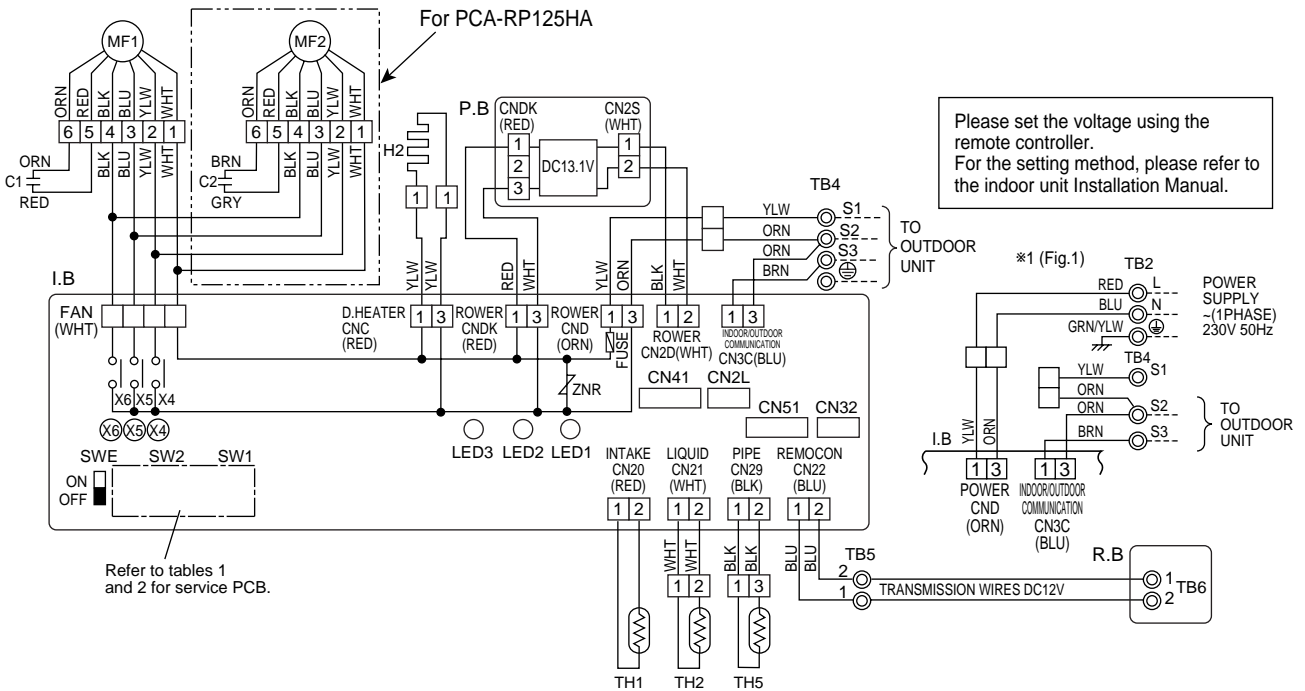 For PCA-RP125HA
MF1
MF2
ORN RED BLK BLU YLW WHT
ORN RED BLK BLU YLW WHT
6 5 4 3 2 1
6 5 4 3 2 1
ORN
C1
RED
BLK BLU YLW WHT
BRN
C2
GRY
BLK BLU YLW WHT
H2
1 1
P.B
CNDK
(RED)
CN2S
(WHT)
1
2
3
DC13.1V
1
2
Please set the voltage using the
remote controller.
For the setting method, please refer to
the indoor unit Installation Manual.
TB4
YLW S1
ORN S2
ORN S3
BRN
TO
OUTDOOR
UNIT
YLW YLW
RED WHT
YLW ORN
BLK WHT
I.B
FAN
(WHT)
D.HEATER
CNC
(RED)
1 3
ROWER
CNDK
(RED)
1 3
ROWER
CND
(ORN)
1 3
FUSE
1 2
ROWER
CN2D(WHT)
1 3
INDOOR/OUTDOOR
COMMUNICATION
CN3C(BLU)
ZNR
CN41 CN2L
CN51 CN32
X6 X5 X4
X6 X5 X4
LED3 LED2 LED1
SWE SW2 SW1
ON
OFF
INTAKE
CN20
(RED)
LIQUID
CN21
(WHT)
PIPE
CN29
(BLK)
REMOCON
CN22
(BLU)
1 2
1 2
1 2
1 2
Refer to tables 1
and 2 for service PCB.
WHT WHT
BLK BLK
BLU BLU
1 2
1 3
TH1 TH2 TH5
TB5
2
1
TRANSMISSION WIRES DC12V
R.B
1
2
TB6
※1 (Fig.1)
TB2
RED L
BLU N
GRN/YLW
POWER
SUPPLY
~(1PHASE)
230V 50Hz
TB4
YLW S1
ORN
ORN S2
BRN S3
TO
OUTDOOR
UNIT
I.B
YLW ORN
1 3
POWER
CND
(ORN)
1 3
INDOOR/OUTDOOR
COMMUNICATION
CN3C
(BLU)